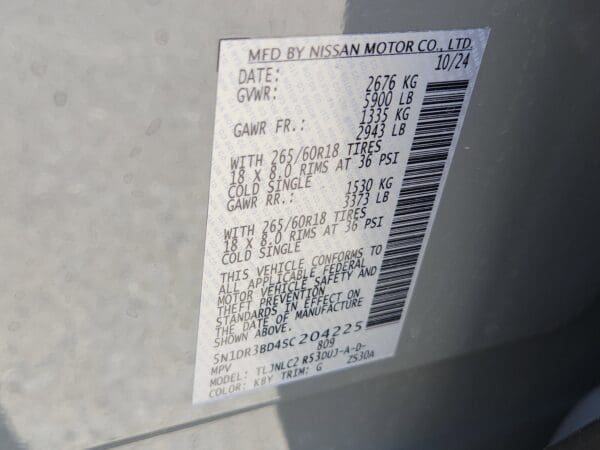 MFD BY NISSAN MOTOR CO., LTD.
DATE: 10/24
GVWR: 2676 KG
5900 LB
GAWR FR.: 1335 KG
2943 LB
WITH 265/60R18 TIRES
18 X 8.0 RIMS AT 36 PSI
COLD SINGLE
GAWR RR.: 1530 KG
3373 LB
WITH 265/60R18 TIRES
18 X 8.0 RIMS AT 36 PSI
COLD SINGLE
THIS VEHICLE CONFORMS TO
ALL APPLICABLE FEDERAL
MOTOR VEHICLE SAFETY AND
THEFT PREVENTION
STANDARDS IN EFFECT ON
THE DATE OF MANUFACTURE
SHOWN ABOVE.
5N1DR3BD4SC204225
MPV 809
MODEL: TLJNLC2 R53DUJ-A-D-
COLOR: KBY TRIM: G ZS30A